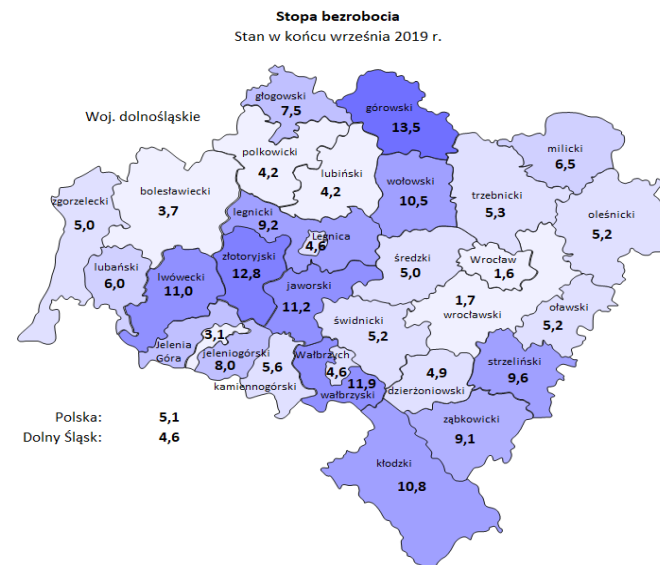 Stopa bezrobocia
Stan w końcu września 2019 r.
Woj. dolnośląskie
głogowski
7,5
górowski
13,5
milicki
6,5
polkowicki
4,2
lubiński
4,2
wołowski
10,5
trzebnicki
5,3
oleśnicki
5,2
zgorzelecki
5,0
bolesławiecki
3,7
legnicki
9,2
Legnica
4,6
złotoryjski
12,8
średzki
5,0
Wrocław
1,6
lubański
6,0
lwówecki
11,0
jaworski
11,2
1,7
wrocławski
oławski
5,2
świdnicki
5,2
3,1
Jelenia
Góra
jeleniogórski
8,0
5,6
kamiennogórski
Wałbrzych
4,6
11,9
wałbrzyski
4,9
dzierżoniowski
strzeliński
9,6
ząbkowicki
9,1
kłodzki
10,8
Polska: 5,1
Dolny Śląsk: 4,6